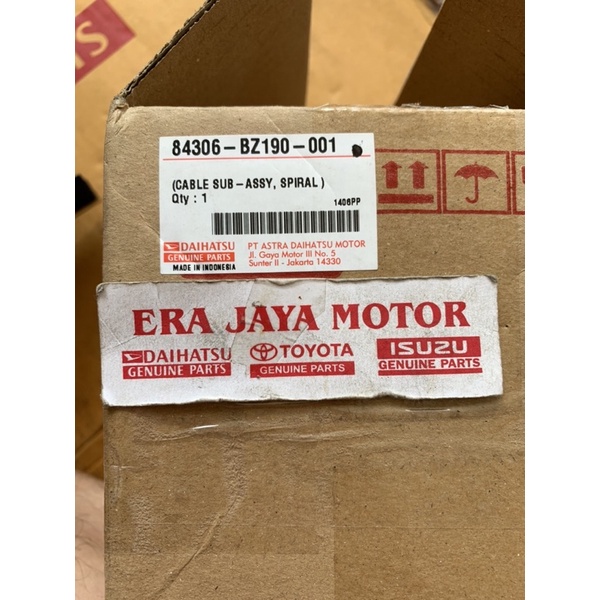 84306-BZ190-001
(CABLE SUB-ASSY, SPIRAL)
Qty : 1
1406PP
DAIHATSU
GENUINE PARTS
MADE IN INDONESIA
PT ASTRA DAIHATSU MOTOR
Jl. Gaya Motor III No. 5
Sunter II - Jakarta 14330
ERA JAYA MOTOR
DAIHATSU
GENUINE PARTS
TOYOTA
GENUINE PARTS
ISUZU
GENUINE PARTS